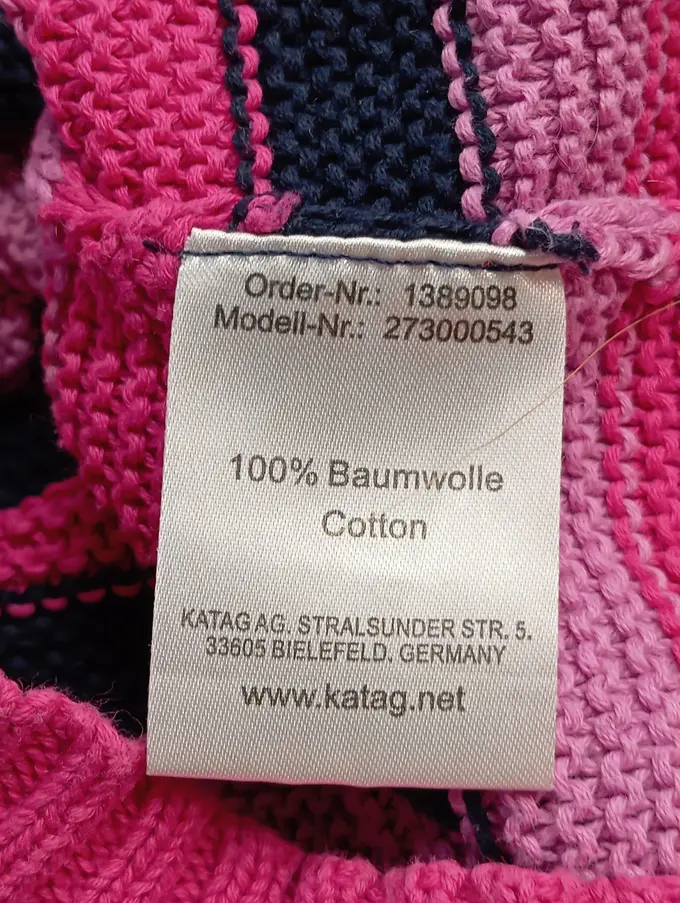 Order-Nr.: 1389098
Modell-Nr.: 273000543
100% Baumwolle
Cotton
KATAG AG. STRALSUNDER STR. 5.
33605 BIELEFELD. GERMANY
www.katag.net